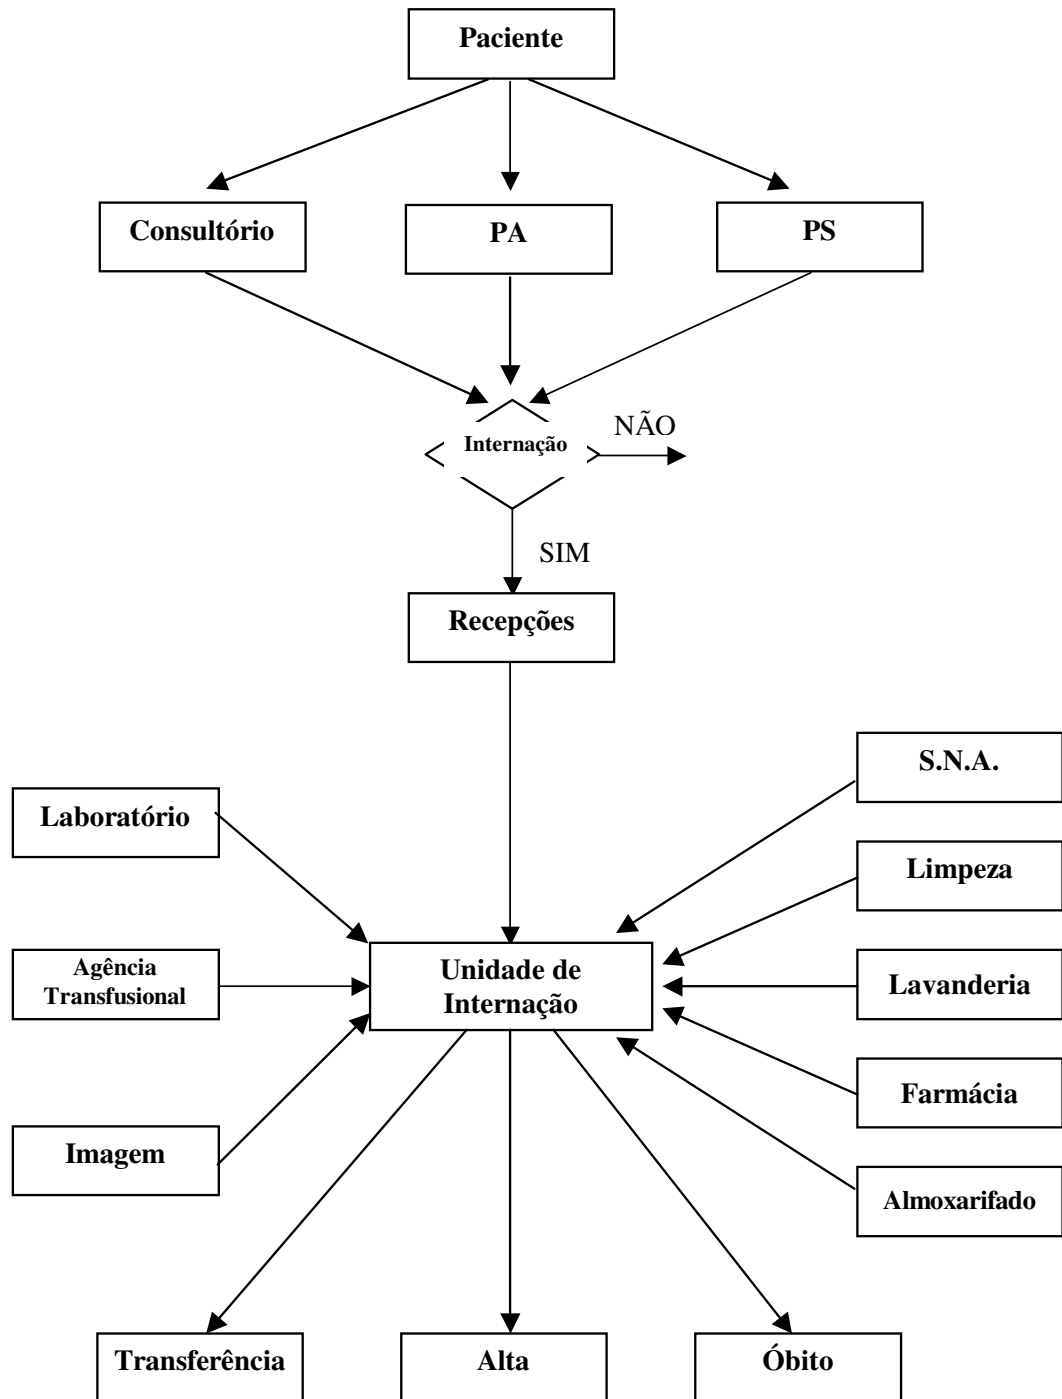 Paciente
Consultório
PA
PS
Internação
NÃO
SIM
Recepções
S.N.A.
Laboratório
Limpeza
Agência
Transfusional
Unidade de
Internação
Lavanderia
Farmácia
Imagem
Almoxarifado
Transferência
Alta
Óbito